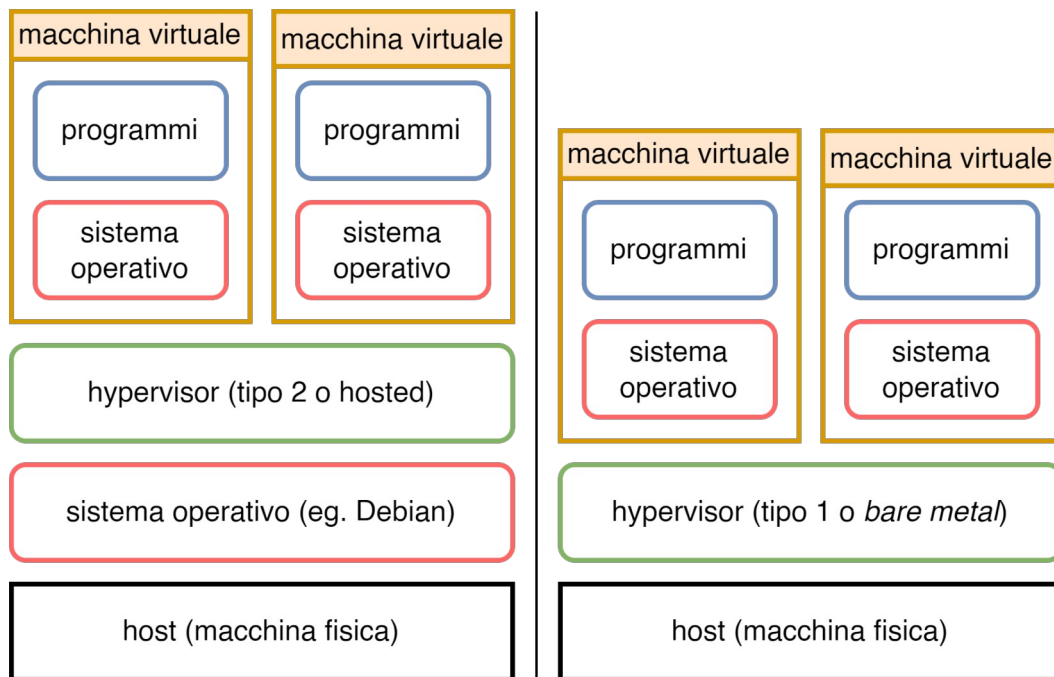 macchina virtuale
programmi
sistema
operativo
macchina virtuale
programmi
sistema
operativo
hypervisor (tipo 2 o hosted)
sistema operativo (eg. Debian)
host (macchina fisica)
macchina virtuale
programmi
sistema
operativo
macchina virtuale
programmi
sistema
operativo
hypervisor (tipo 1 o bare metal)
host (macchina fisica)